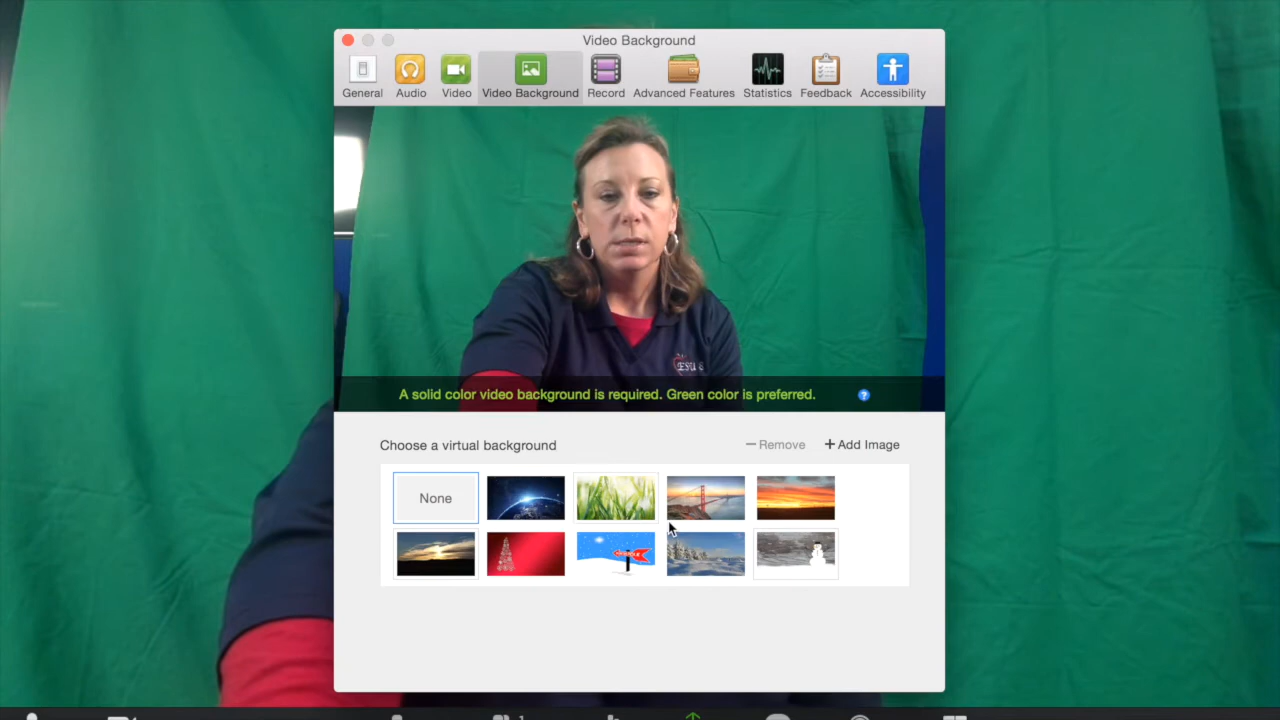 Video Background
General Audio Video Video Background Record Advanced Features Statistics Feedback Accessibility
ESU
A solid color video background is required. Green color is preferred. ?
Choose a virtual background − Remove + Add Image
None